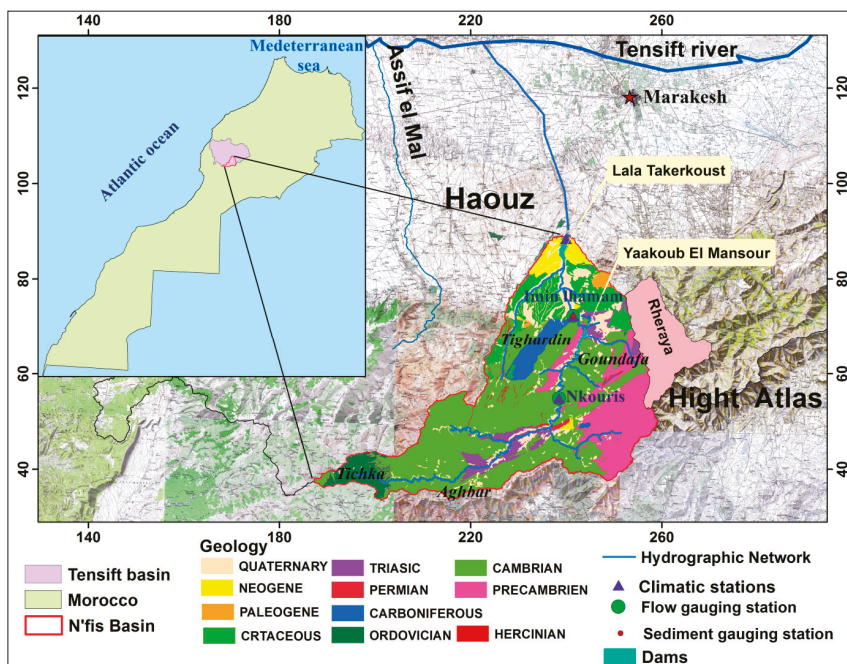 140
180
220
260
Medeterranean
sea
Atlantic ocean
Assif el Mal
Tensift river
Marakesh
Haouz
Lala Takerkoust
Yaakoub El Mansour
Imin lhamam
Tighardin
Goundafa
Rheraya
Nkouris
Hight Atlas
Tichka
Aghbar
120
100
80
60
40
120
100
80
60
40
140
180
220
260
Tensift basin
Morocco
N'fis Basin
Geology
QUATERNARY
NEOGENE
PALEOGENE
CRTACEOUS
TRIASIC
PERMIAN
CARBONIFEROUS
ORDOVICIAN
CAMBRIAN
PRECAMBRIEN
HERCINIAN
Hydrographic Network
Climatic stations
Flow gauging station
Sediment gauging station
Dams